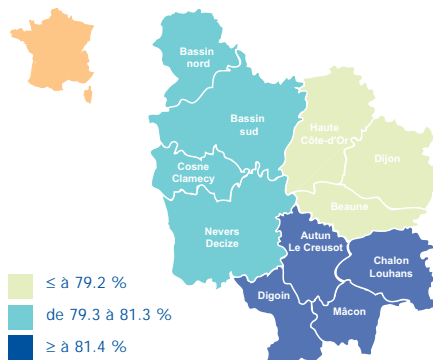 Bassin
nord
Bassin
sud
Haute
Côte-d'Or
Dijon
Cosne
Clamecy
Beaune
Nevers
Decize
Autun
Le Creusot
Chalon
Louhans
Digoin
Mâcon
≤ à 79.2 %
de 79.3 à 81.3 %
≥ à 81.4 %